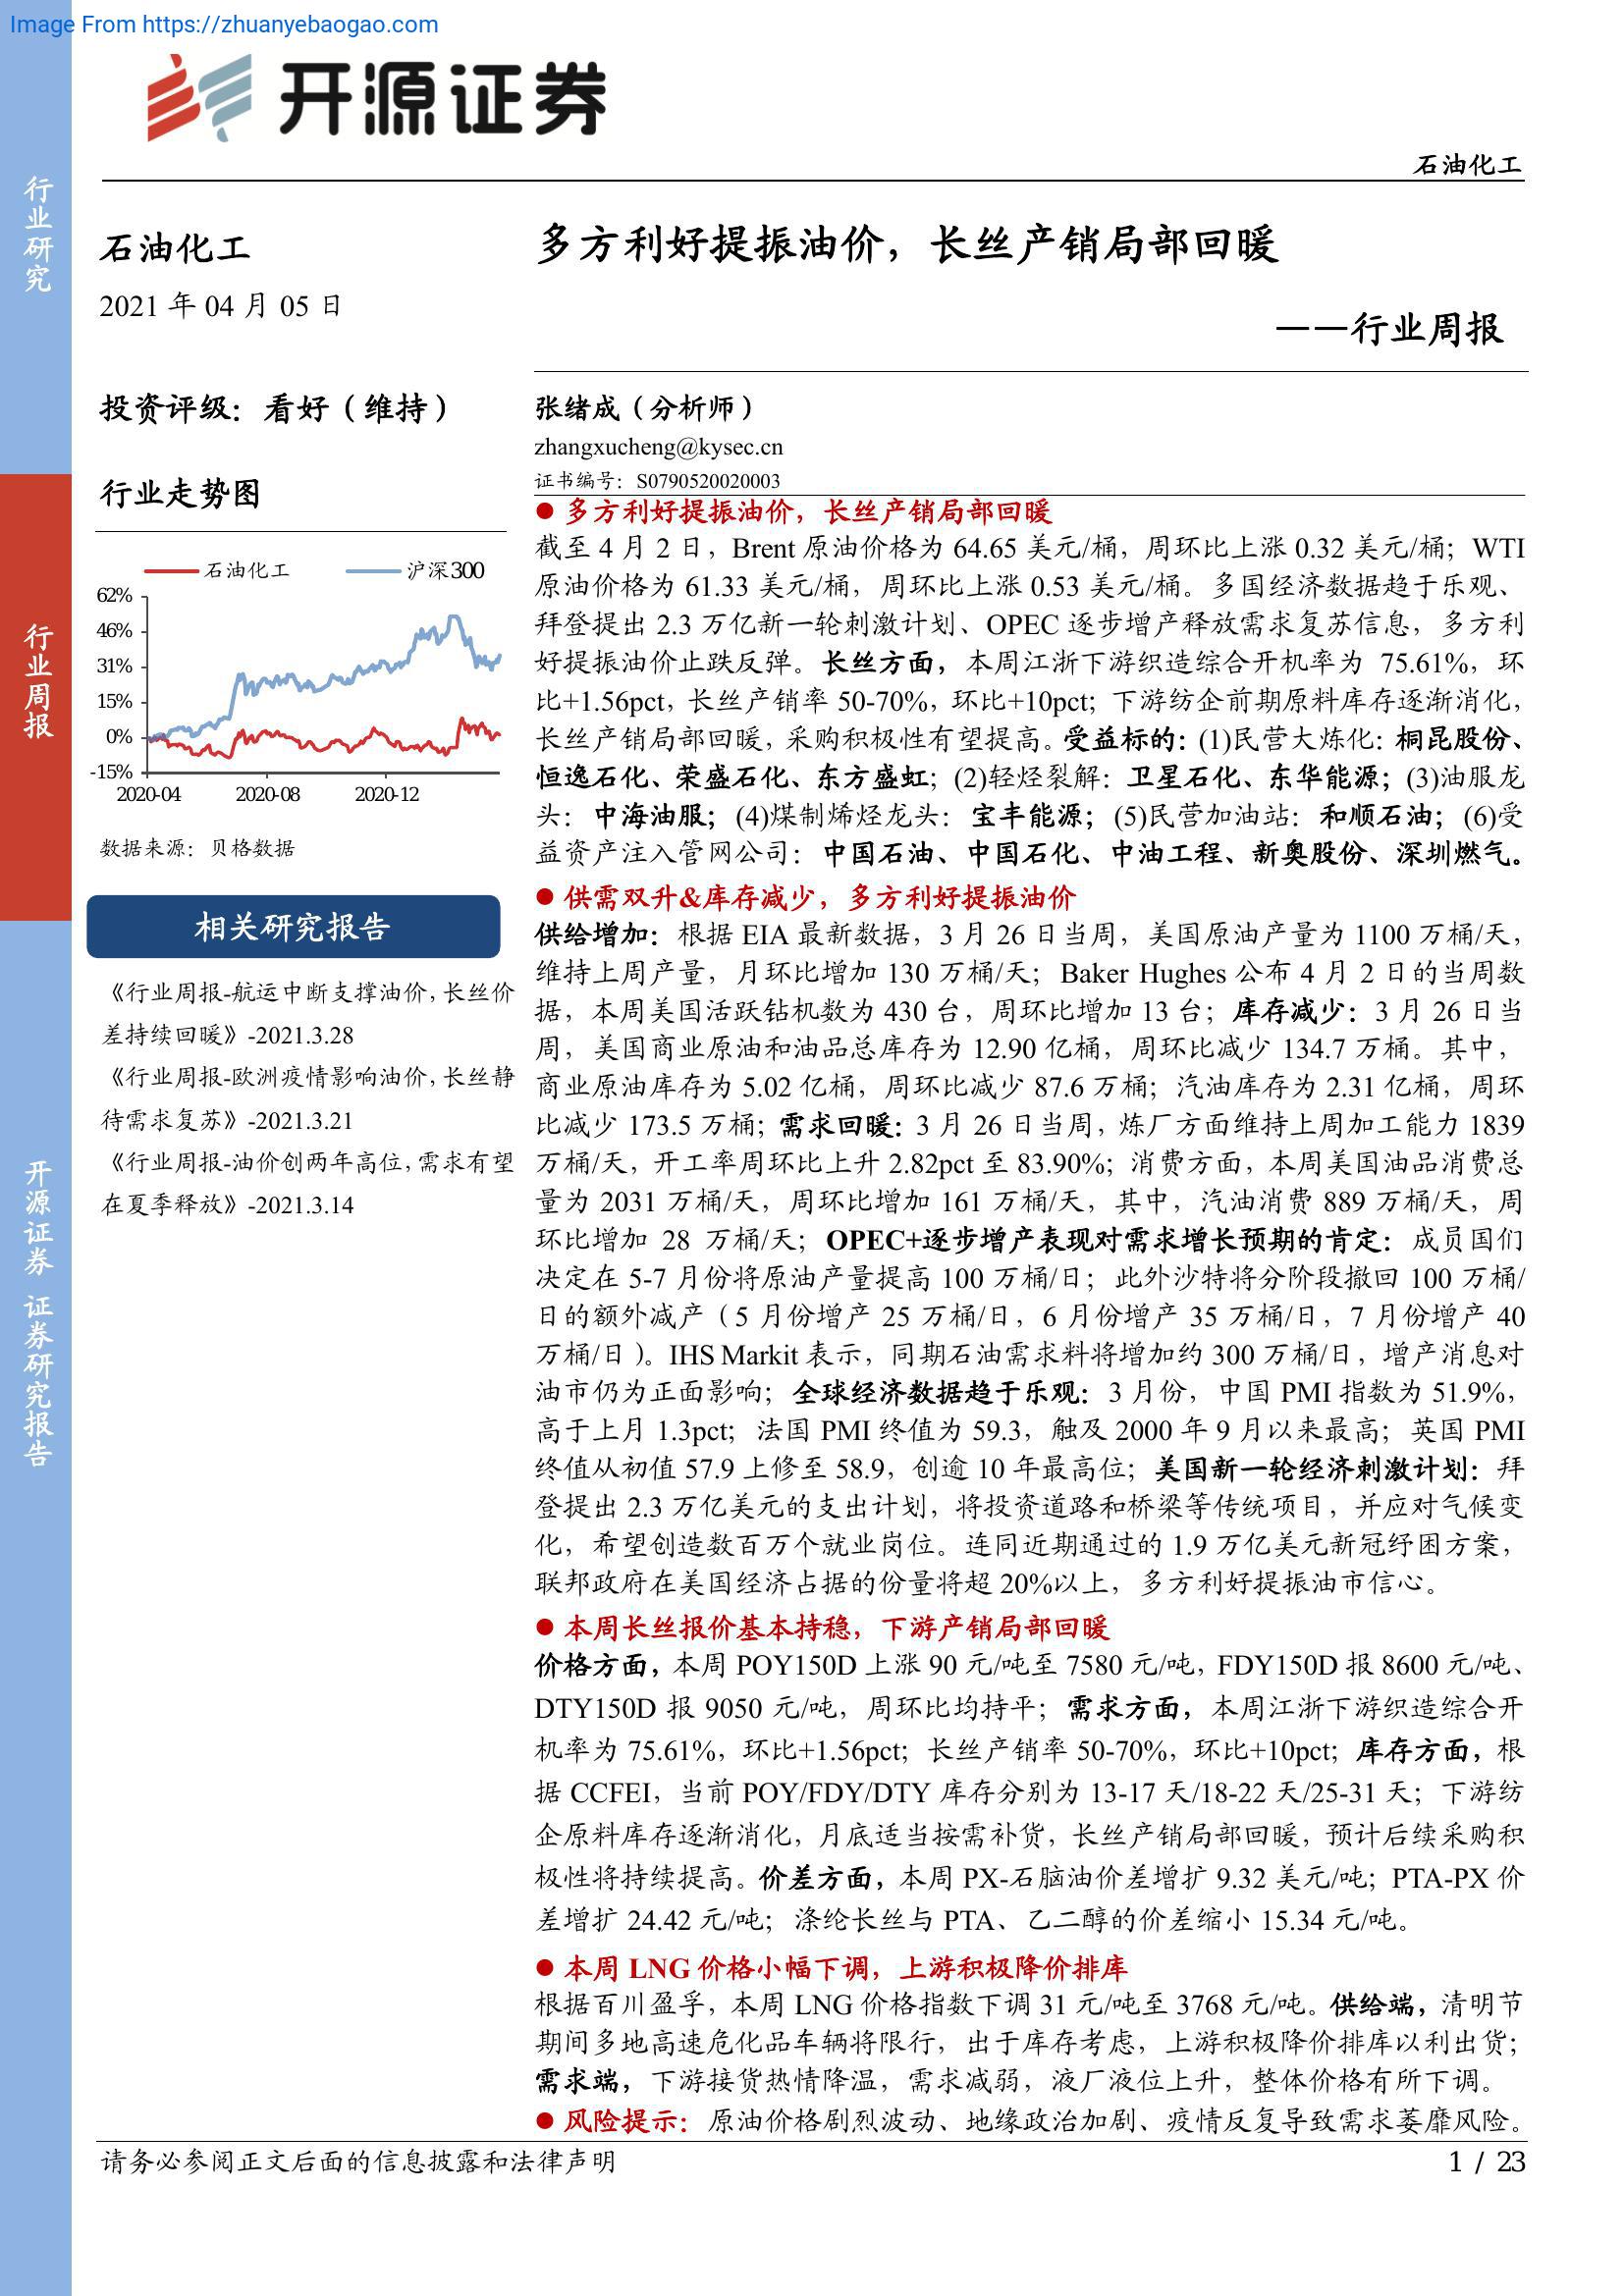 Image From https://zhuanyebaogao.com
开源证券
石油化工
行业研究
行业周报
开源证券 证券研究报告
石油化工
2021 年 04 月 05 日
投资评级：看好（维持）
行业走势图
石油化工 沪深300
62%
46%
31%
15%
0%
-15%
2020-04 2020-08 2020-12
数据来源：贝格数据
相关研究报告
《行业周报-航运中断支撑油价，长丝价
差持续回暖》-2021.3.28
《行业周报-欧洲疫情影响油价，长丝静
待需求复苏》-2021.3.21
《行业周报-油价创两年高位，需求有望
在夏季释放》-2021.3.14
多方利好提振油价，长丝产销局部回暖
——行业周报
张绪成（分析师）
zhangxucheng@kysec.cn
证书编号：S0790520020003
● 多方利好提振油价，长丝产销局部回暖
截至 4 月 2 日，Brent 原油价格为 64.65 美元/桶，周环比上涨 0.32 美元/桶；WTI
原油价格为 61.33 美元/桶，周环比上涨 0.53 美元/桶。多国经济数据趋于乐观、
拜登提出 2.3 万亿新一轮刺激计划、OPEC 逐步增产释放需求复苏信息，多方利
好提振油价止跌反弹。长丝方面，本周江浙下游织造综合开机率为 75.61%，环
比+1.56pct，长丝产销率 50-70%，环比+10pct；下游纺企前期原料库存逐渐消化，
长丝产销局部回暖，采购积极性有望提高。受益标的：(1)民营大炼化：桐昆股份、
恒逸石化、荣盛石化、东方盛虹；(2)轻烃裂解：卫星石化、东华能源；(3)油服龙
头：中海油服；(4)煤制烯烃龙头：宝丰能源；(5)民营加油站：和顺石油；(6)受
益资产注入管网公司：中国石油、中国石化、中油工程、新奥股份、深圳燃气。
● 供需双升&库存减少，多方利好提振油价
供给增加：根据 EIA 最新数据，3 月 26 日当周，美国原油产量为 1100 万桶/天，
维持上周产量，月环比增加 130 万桶/天；Baker Hughes 公布 4 月 2 日的当周数
据，本周美国活跃钻机数为 430 台，周环比增加 13 台；库存减少：3 月 26 日当
周，美国商业原油和油品总库存为 12.90 亿桶，周环比减少 134.7 万桶。其中，
商业原油库存为 5.02 亿桶，周环比减少 87.6 万桶；汽油库存为 2.31 亿桶，周环
比减少 173.5 万桶；需求回暖：3 月 26 日当周，炼厂方面维持上周加工能力 1839
万桶/天，开工率周环比上升 2.82pct 至 83.90%；消费方面，本周美国油品消费总
量为 2031 万桶/天，周环比增加 161 万桶/天，其中，汽油消费 889 万桶/天，周
环比增加 28 万桶/天；OPEC+逐步增产表现对需求增长预期的肯定：成员国们
决定在 5-7 月份将原油产量提高 100 万桶/日；此外沙特将分阶段撤回 100 万桶/
日的额外减产（5 月份增产 25 万桶/日，6 月份增产 35 万桶/日，7 月份增产 40
万桶/日）。IHS Markit 表示，同期石油需求料将增加约 300 万桶/日，增产消息对
油市仍为正面影响；全球经济数据趋于乐观：3 月份，中国 PMI 指数为 51.9%，
高于上月 1.3pct；法国 PMI 终值为 59.3，触及 2000 年 9 月以来最高；英国 PMI
终值从初值 57.9 上修至 58.9，创逾 10 年最高位；美国新一轮经济刺激计划：拜
登提出 2.3 万亿美元的支出计划，将投资道路和桥梁等传统项目，并应对气候变
化，希望创造数百万个就业岗位。连同近期通过的 1.9 万亿美元新冠纾困方案，
联邦政府在美国经济占据的份量将超 20%以上，多方利好提振油市信心。
● 本周长丝报价基本持稳，下游产销局部回暖
价格方面，本周 POY150D 上涨 90 元/吨至 7580 元/吨，FDY150D 报 8600 元/吨、
DTY150D 报 9050 元/吨，周环比均持平；需求方面，本周江浙下游织造综合开
机率为 75.61%，环比+1.56pct；长丝产销率 50-70%，环比+10pct；库存方面，根
据 CCFEI，当前 POY/FDY/DTY 库存分别为 13-17 天/18-22 天/25-31 天；下游纺
企原料库存逐渐消化，月底适当按需补货，长丝产销局部回暖，预计后续采购积
极性将持续提高。价差方面，本周 PX-石脑油价差增扩 9.32 美元/吨；PTA-PX 价
差增扩 24.42 元/吨；涤纶长丝与 PTA、乙二醇的价差缩小 15.34 元/吨。
● 本周 LNG 价格小幅下调，上游积极降价排库
根据百川盈孚，本周 LNG 价格指数下调 31 元/吨至 3768 元/吨。供给端，清明节
期间多地高速危化品车辆将限行，出于库存考虑，上游积极降价排库以利出货；
需求端，下游接货热情降温，需求减弱，液厂液位上升，整体价格有所下调。
● 风险提示：原油价格剧烈波动、地缘政治加剧、疫情反复导致需求萎靡风险。
请务必参阅正文后面的信息披露和法律声明
1 / 23